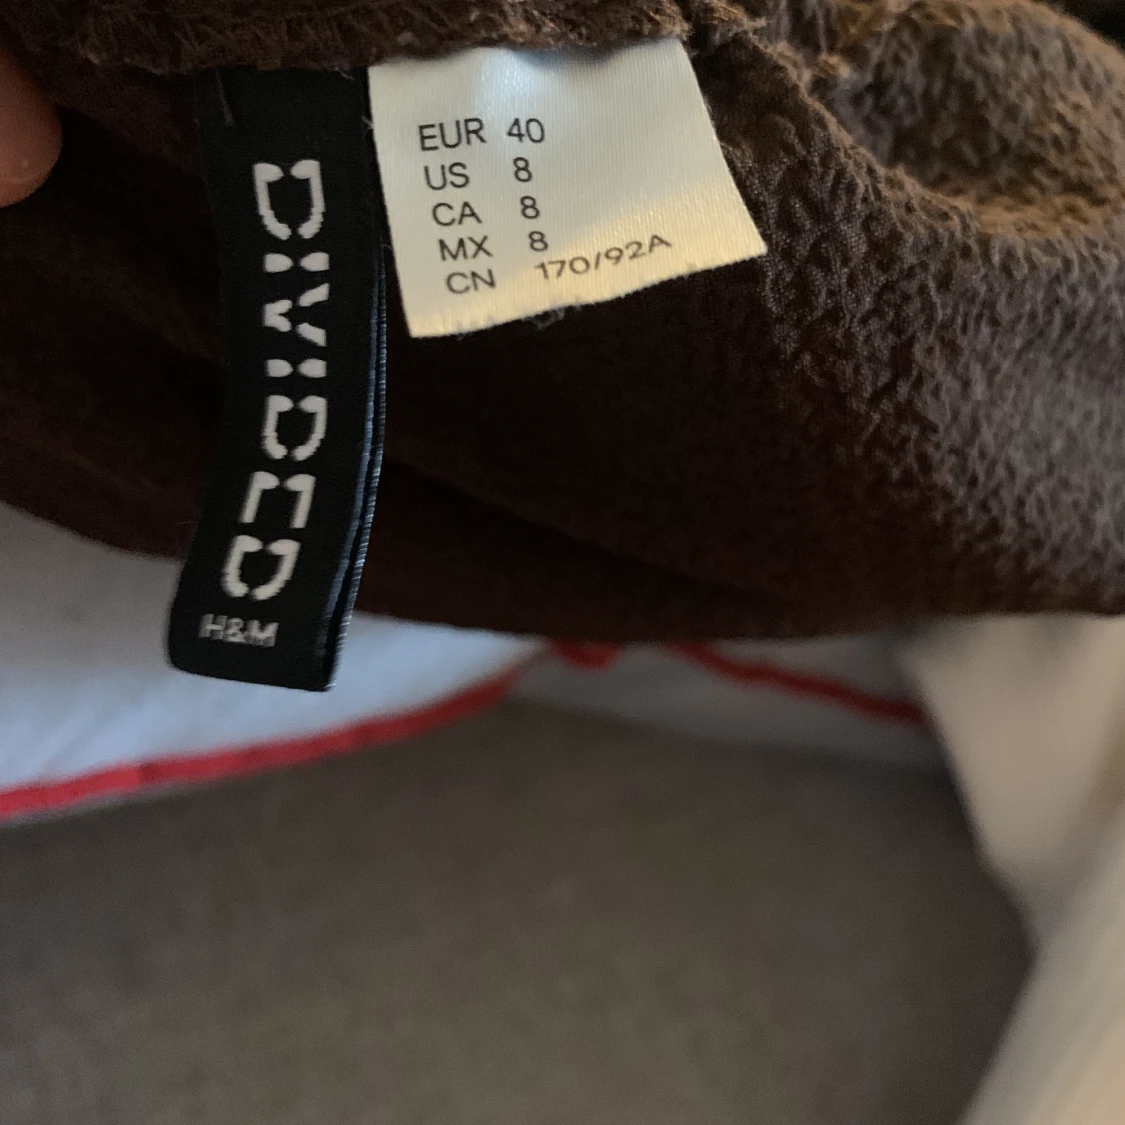 DIVIDED
H&M
EUR 40
US 8
CA 8
MX 8
CN 170/92A